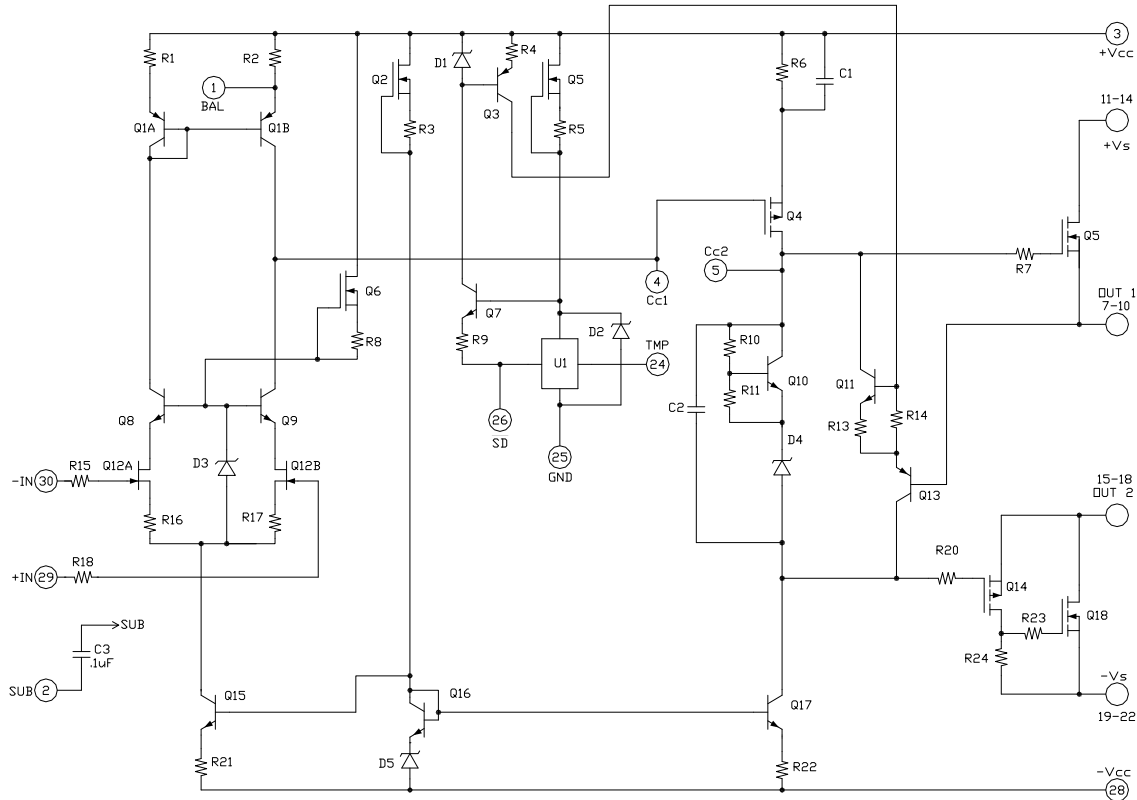 R1
R2
1
BAL
Q1A
Q1B
Q2
R3
D1
R4
Q3
Q5
R5
R6
C1
3
+Vcc
11-14
+Vs
Q4
Q5
R7
Cc2
5
4
Cc1
OUT 1
7-10
Q6
R8
Q7
R9
D2
U1
TMP
24
26
SD
25
GND
R10
Q10
R11
C2
D4
Q11
R13
R14
Q13
Q8
Q9
D3
Q12A
Q12B
-IN 30
R15
R16
R17
+IN 29
R18
15-18
OUT 2
R20
Q14
R23
Q18
R24
-Vs
19-22
SUB
C3
.1uF
SUB 2
Q15
Q16
Q17
R21
D5
R22
-Vcc
28